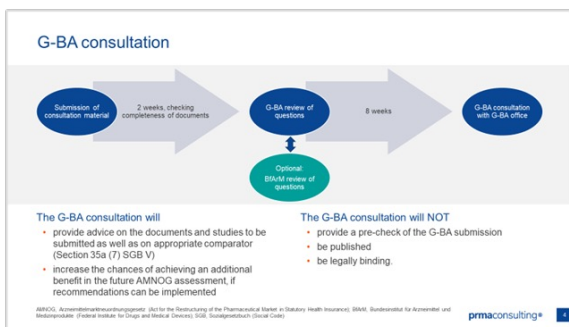 G-BA consultation
Submission of
consultation material
2 weeks, checking
completeness of documents
G-BA review of
questions
8 weeks
G-BA consultation
with G-BA office
Optional:
BfArM review of
questions
The G-BA consultation will
• provide advice on the documents and studies to be
submitted as well as on appropriate comparator
(Section 35a (7) SGB V)
• increase the chances of achieving an additional
benefit in the future AMNOG assessment, if
recommendations can be implemented
The G-BA consultation will NOT
• provide a pre-check of the G-BA submission
• be published
• be legally binding.
AMNOG, Arzneimittelmarktneuordnungsgesetz (Act for the Restructuring of the Pharmaceutical Market in Statutory Health Insurance); BfArM, Bundesinstitut für Arzneimittel und
Medizinprodukte (Federal Institute for Drugs and Medical Devices); SGB, Sozialgesetzbuch (Social Code)
prmaconsulting
4